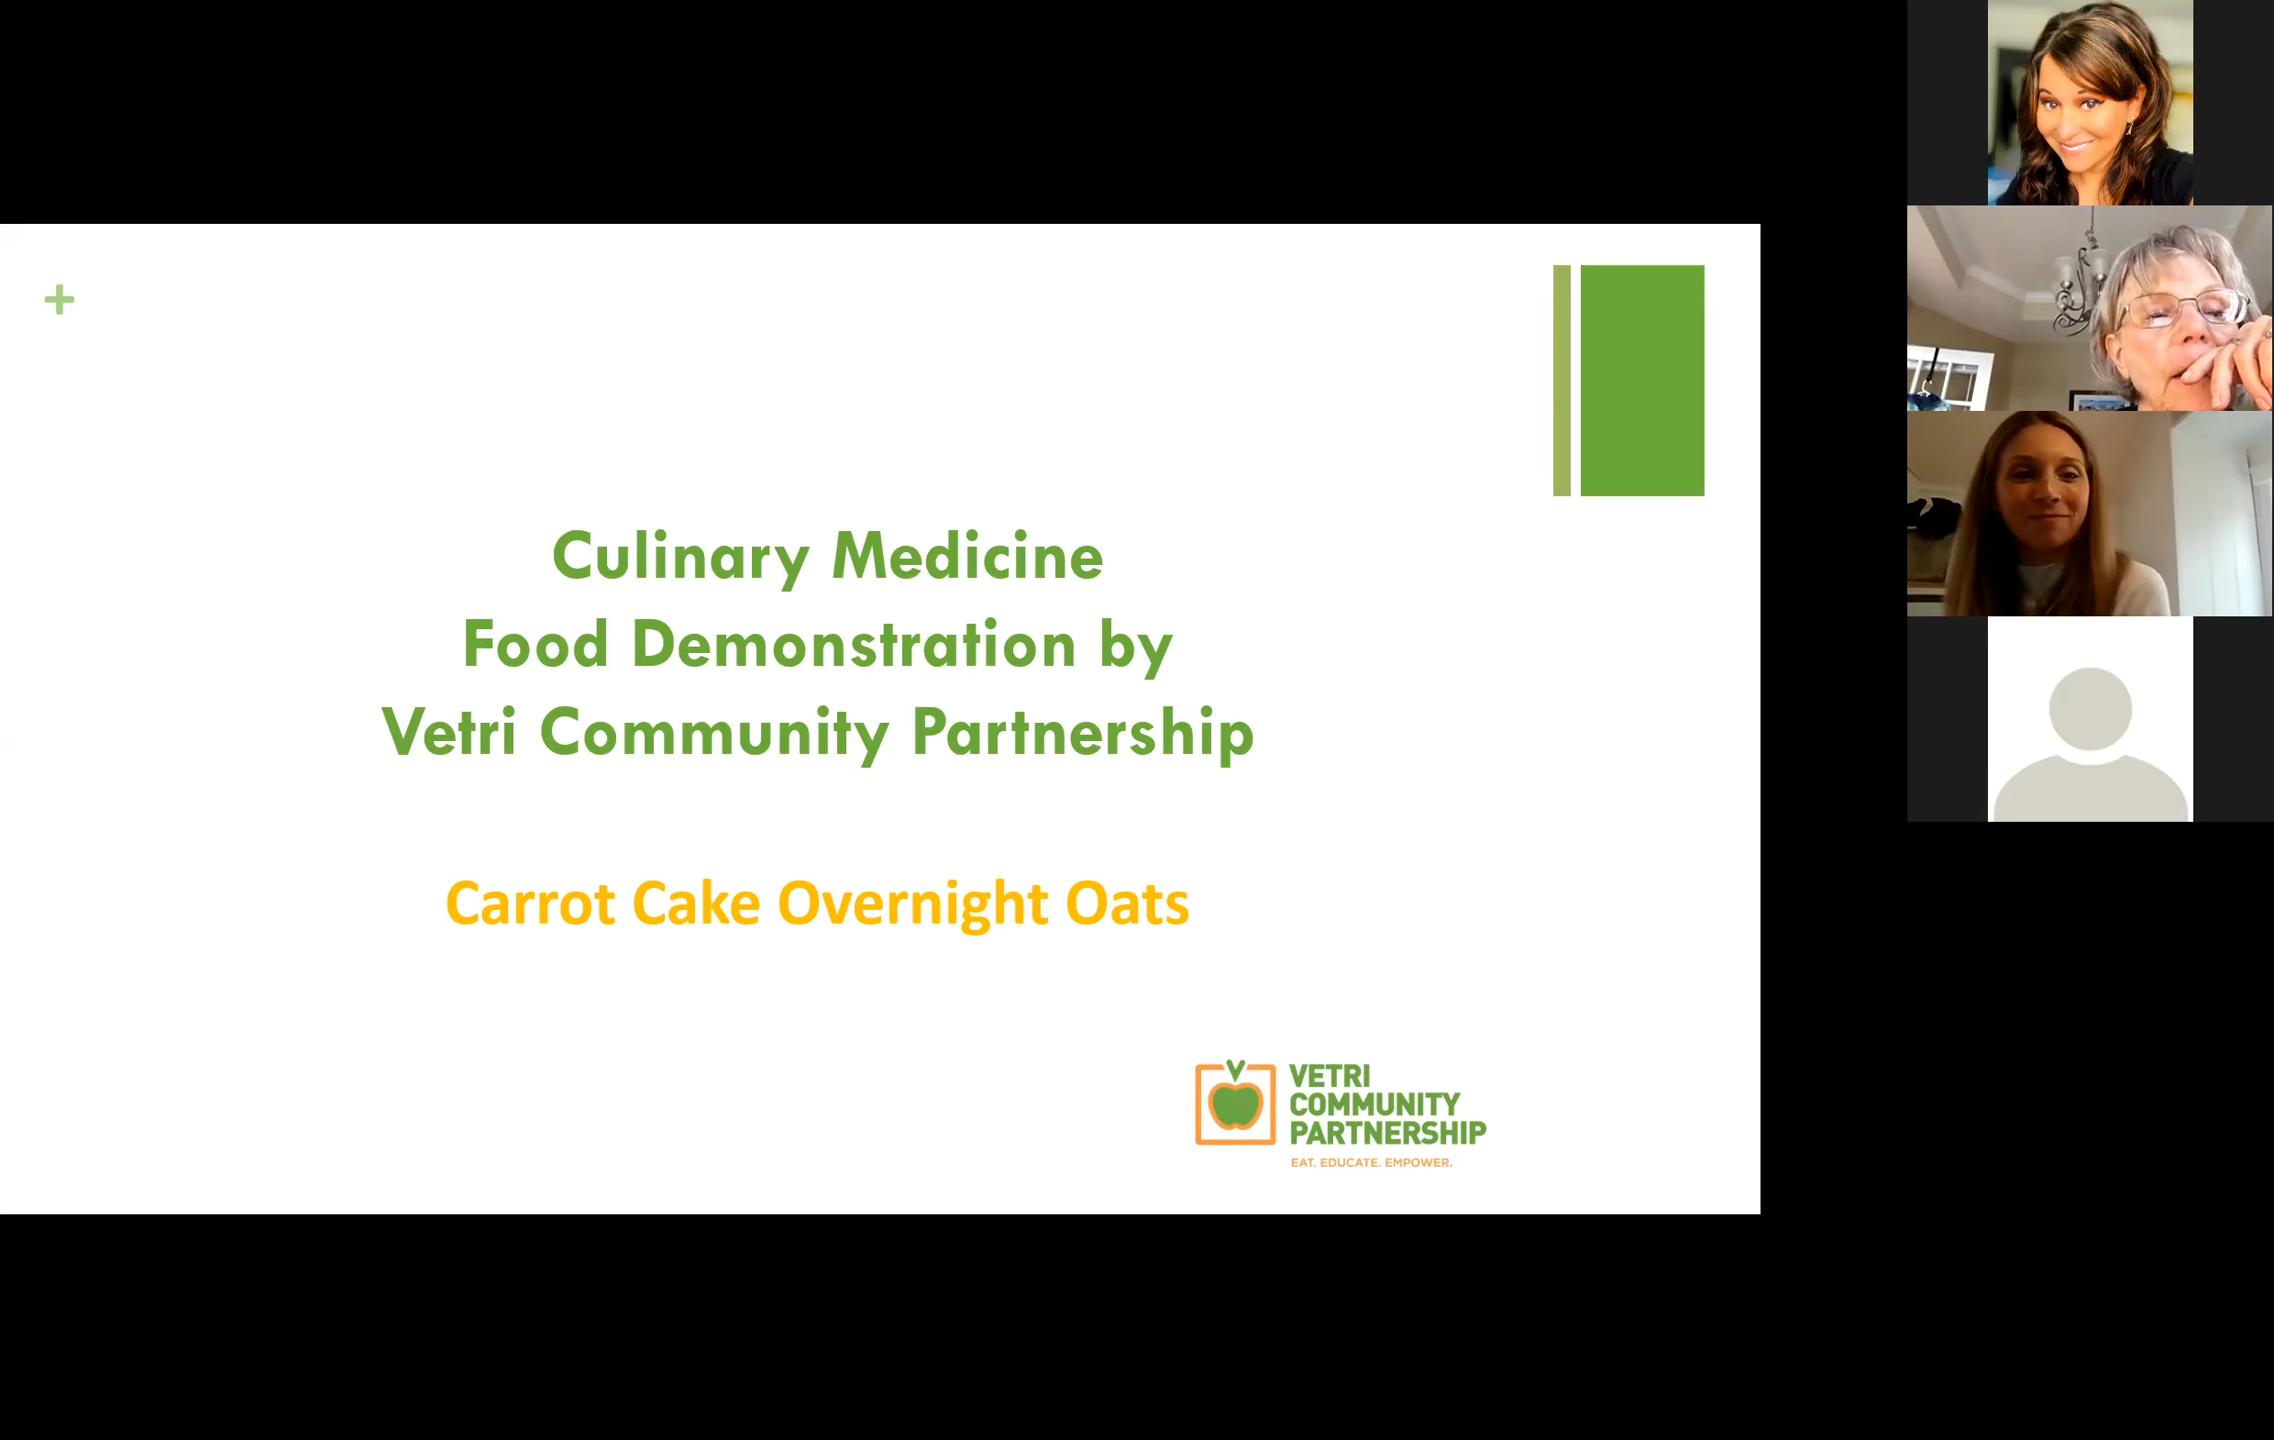 +
Culinary Medicine
Food Demonstration by
Vetri Community Partnership
Carrot Cake Overnight Oats
VETRI
COMMUNITY
PARTNERSHIP
EAT. EDUCATE. EMPOWER.